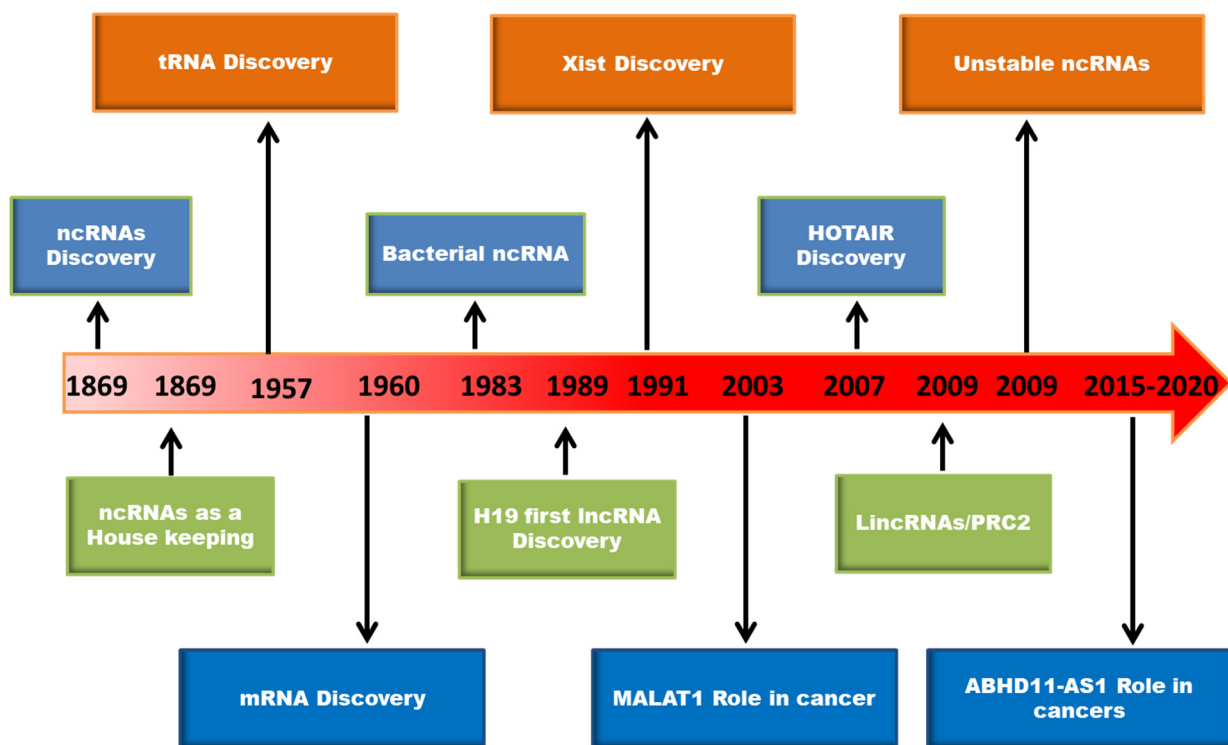 tRNA Discovery
Xist Discovery
Unstable ncRNAs
ncRNAs
Discovery
Bacterial ncRNA
HOTAIR
Discovery
1869 1869 1957 1960 1983 1989 1991 2003 2007 2009 2009 2015-2020
ncRNAs as a
House keeping
H19 first lncRNA
Discovery
LincRNAs/PRC2
mRNA Discovery
MALAT1 Role in cancer
ABHD11-AS1 Role in
cancers